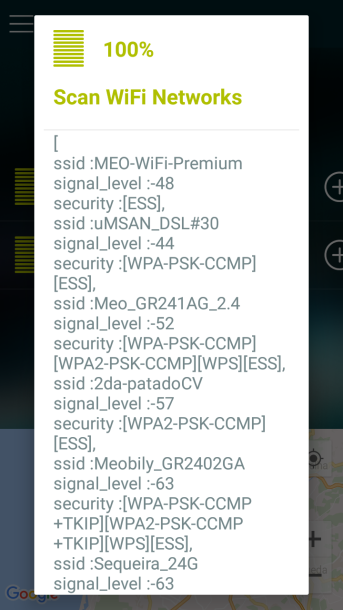 100%
Scan WiFi Networks
[
ssid :MEO-WiFi-Premium
signal_level :-48
security :[ESS],
ssid :uMSAN_DSL#30
signal_level :-44
security :[WPA-PSK-CCMP]
[ESS],
ssid :Meo_GR241AG_2.4
signal_level :-52
security :[WPA-PSK-CCMP]
[WPA2-PSK-CCMP][WPS][ESS],
ssid :2da-patadoCV
signal_level :-57
security :[WPA2-PSK-CCMP]
[ESS],
ssid :Meobily_GR2402GA
signal_level :-63
security :[WPA-PSK-CCMP
+TKIP][WPA2-PSK-CCMP
+TKIP][WPS][ESS],
ssid :Sequeira_24G
signal_level :-63
Google